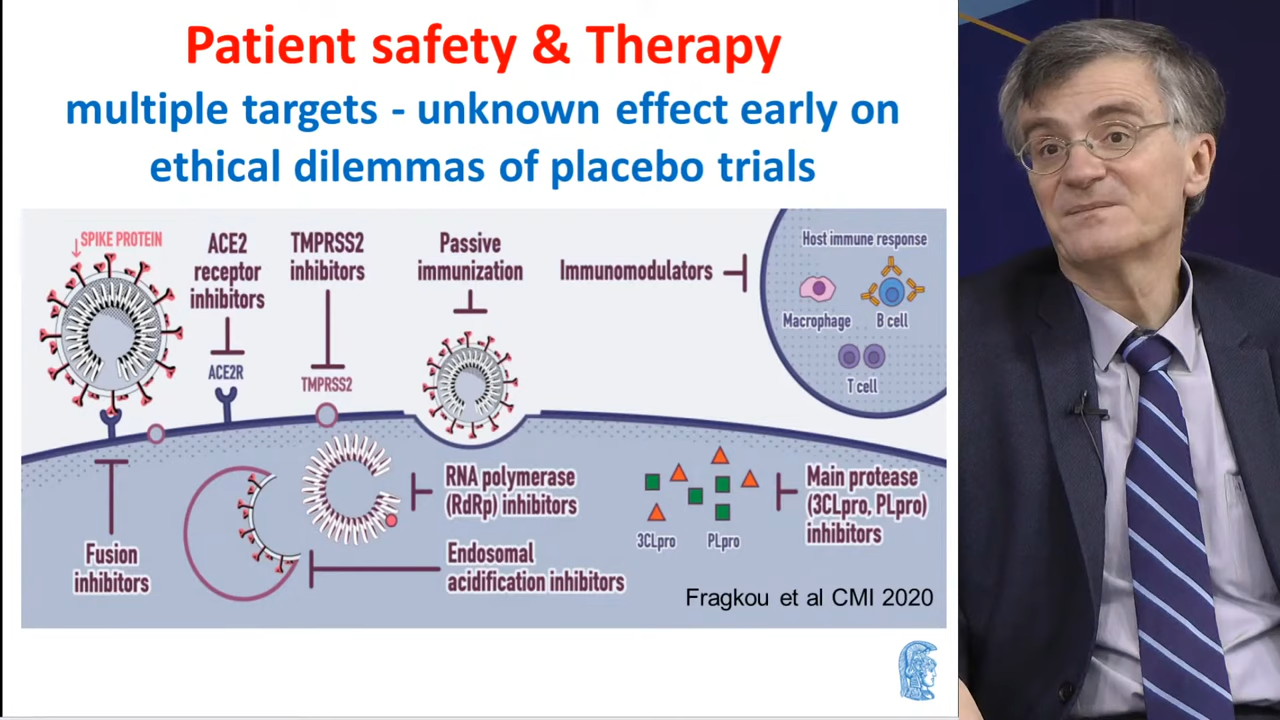 Patient safety & Therapy
multiple targets - unknown effect early on
ethical dilemmas of placebo trials
SPIKE PROTEIN
ACE2
receptor
inhibitors
ACE2R
TMPRSS2
inhibitors
TMPRSS2
Passive
immunization
Immunomodulators
Host immune response
Macrophage
B cell
T cell
Fusion
inhibitors
RNA polymerase
(RdRp) inhibitors
Endosomal
acidification inhibitors
3CLpro
PLpro
Main protease
(3CLpro, PLpro)
inhibitors
Fragkou et al CMI 2020